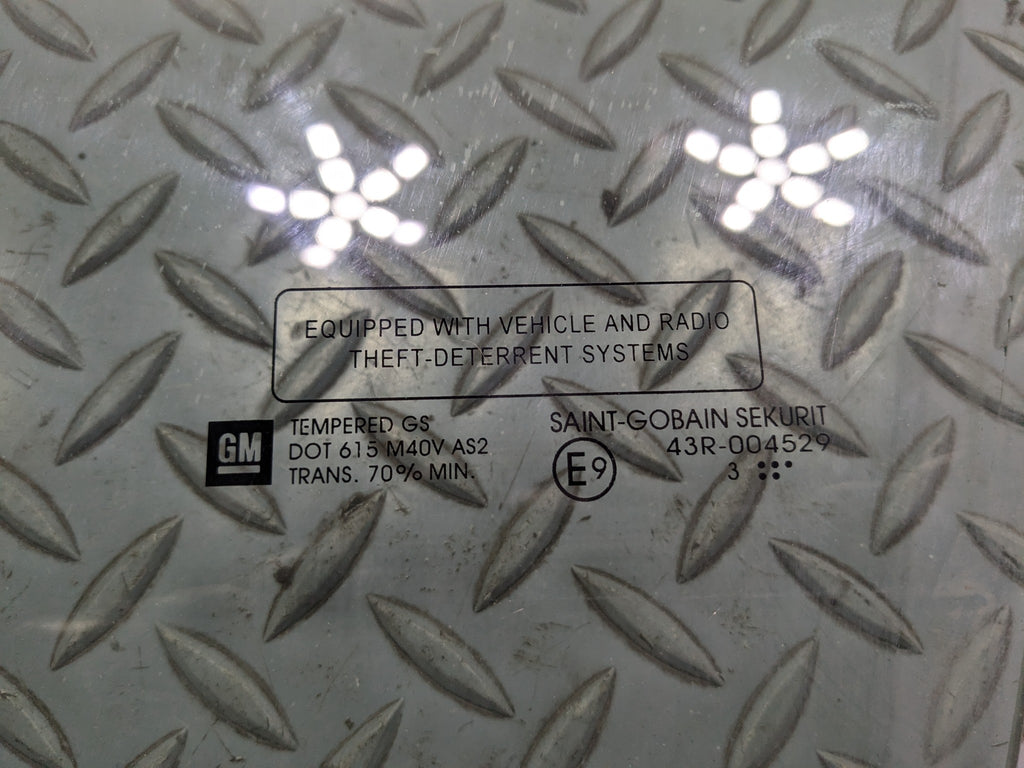 EQUIPPED WITH VEHICLE AND RADIO
THEFT-DETERRENT SYSTEMS
GM
TEMPERED GS
DOT 615 M40V AS2
TRANS. 70% MIN.
SAINT-GOBAIN SEKURIT
43R-004529
E9
3